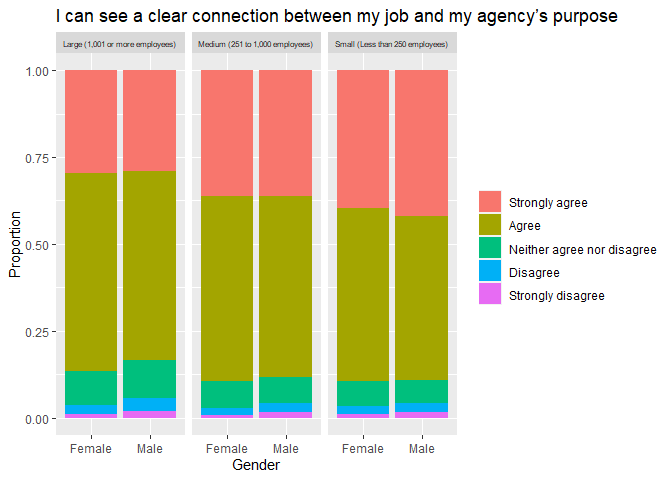 I can see a clear connection between my job and my agency’s purpose
Large (1,001 or more employees) Medium (251 to 1,000 employees) Small (Less than 250 employees)
1.00
0.75
0.50
0.25
0.00
Proportion
Female Male Female Male Female Male
Gender
Strongly agree
Agree
Neither agree nor disagree
Disagree
Strongly disagree